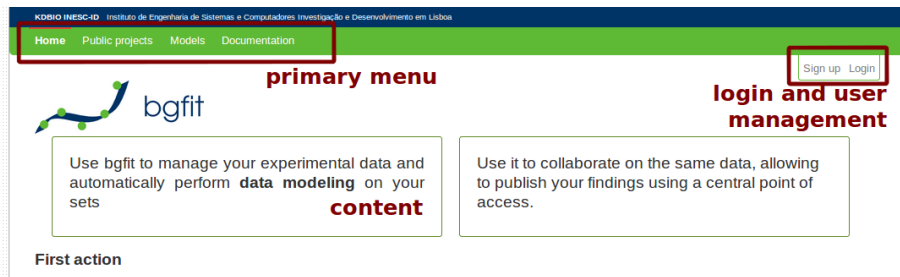 KDBIO INESC-ID Instituto de Engenharia de Sistemas e Computadores Investigação e Desenvolvimento em Lisboa
Home Public projects Models Documentation
primary menu
Sign up Login
login and user
management
bgfit
Use bgfit to manage your experimental data and
automatically perform data modeling on your
sets
content
Use it to collaborate on the same data, allowing
to publish your findings using a central point of
access.
First action